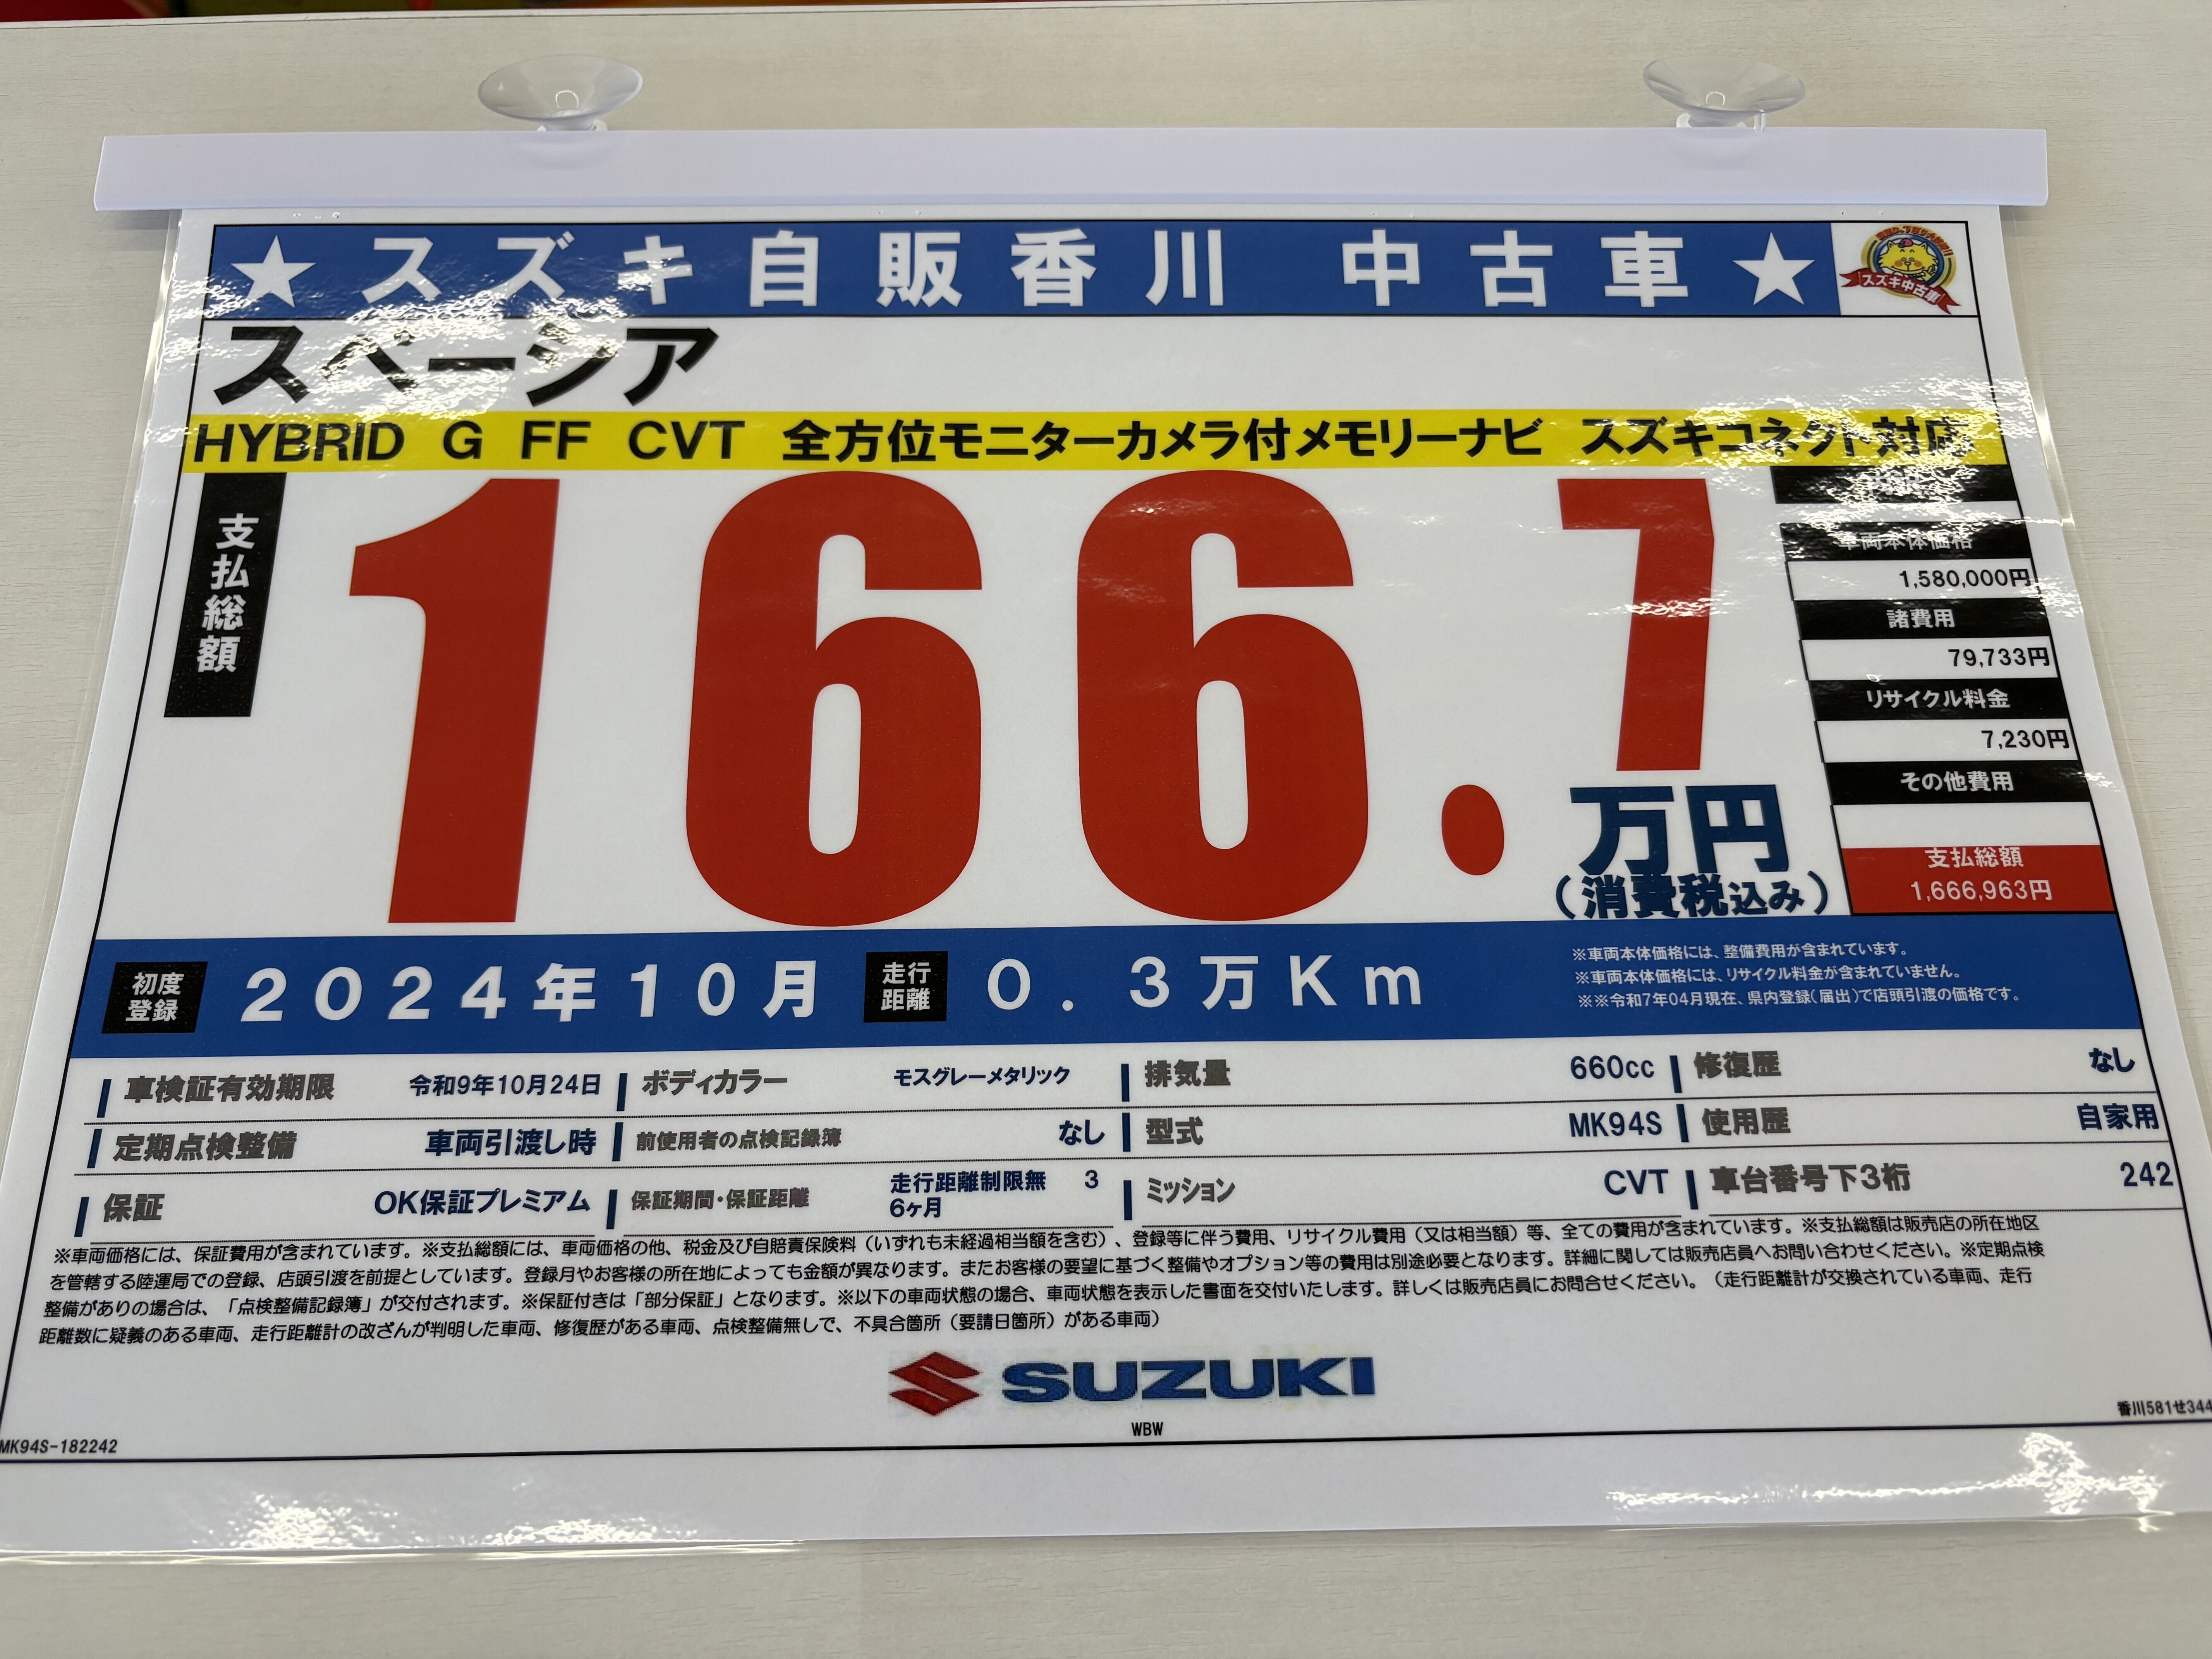 ★スズキ自販香川 中古車★
スズキ中古車
スペーシア
HYBRID G FF CVT 全方位モニターカメラ付メモリーナビ スズキコネクト対応
支払総額
166.7万円
(消費税込み)
車両本体価格
1,580,000円
諸費用
79,733円
リサイクル料金
7,230円
その他費用
支払総額
1,666,963円
初度登録 2024年10月 走行距離 0.3万Km
※車両本体価格には、整備費用が含まれています。
※車両本体価格には、リサイクル料金が含まれていません。
※※令和7年04月現在、県内登録(届出)で店頭引渡の価格です。
車検証有効期限 令和9年10月24日 ボディカラー モスグレーメタリック 排気量 660cc 修復歴 なし
定期点検整備 車両引渡し時 前使用者の点検記録簿 なし 型式 MK94S 使用歴 自家用
保証 OK保証プレミアム 保証期間・保証距離 走行距離制限無 3
6ヶ月 ミッション CVT 車台番号下3桁 242
※車両価格には、保証費用が含まれています。※支払総額には、車両価格の他、税金及び自賠責保険料(いずれも未経過相当額を含む)、登録等に伴う費用、リサイクル費用(又は相当額)等、全ての費用が含まれています。※支払総額は販売店の所在地区
を管轄する陸運局での登録、店頭引渡を前提としています。登録月やお客様の所在地によっても金額が異なります。またお客様の要望に基づく整備やオプション等の費用は別途必要となります。詳細に関しては販売店員へお問い合わせください。※定期点検
整備がありの場合は、「点検整備記録簿」が交付されます。※保証付きは「部分保証」となります。※以下の車両状態の場合、車両状態を表示した書面を交付いたします。詳しくは販売店員にお問合せください。(走行距離計が交換されている車両、走行
距離数に疑義のある車両、走行距離計の改ざんが判明した車両、修復歴がある車両、点検整備無しで、不具合箇所(要請日箇所)がある車両)
SUZUKI
WBW
MK94S-182242
香川581せ344